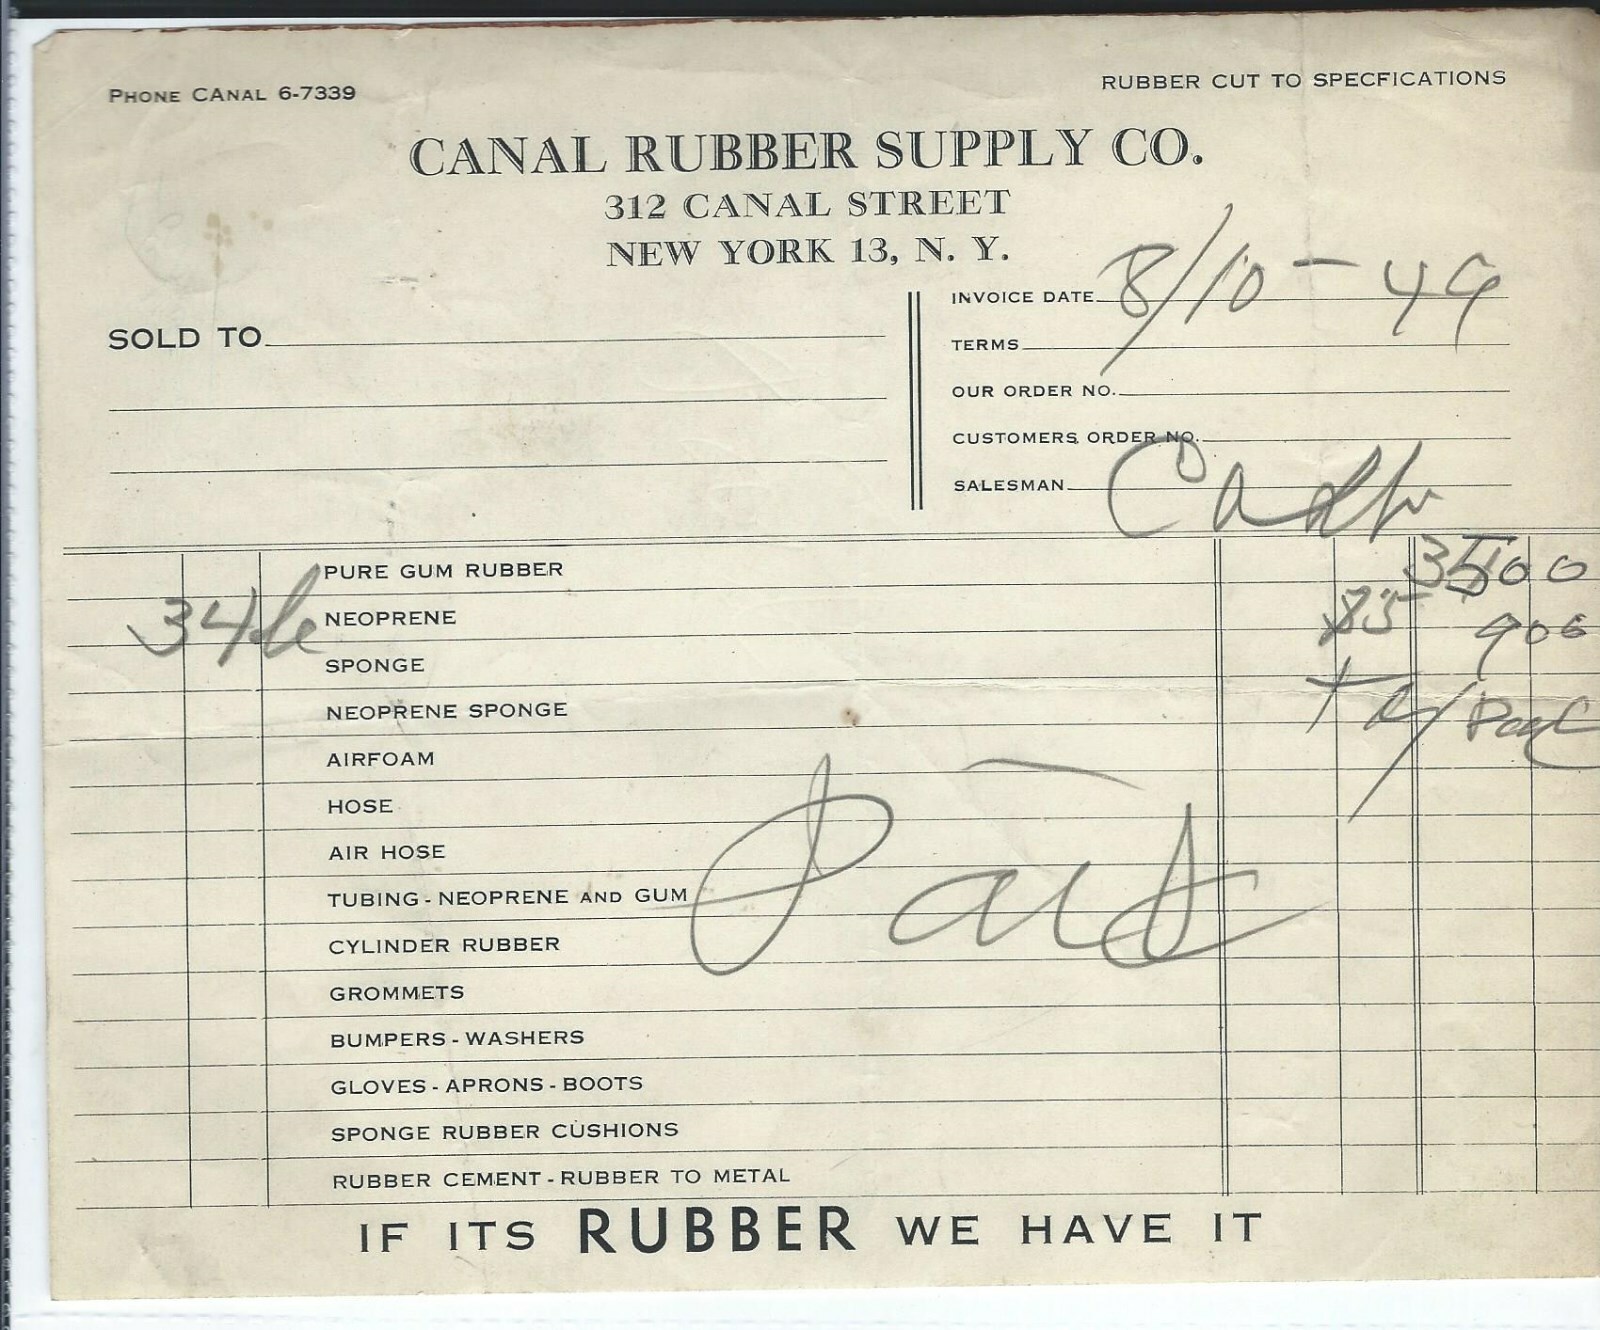 PHONE CANAL 6-7339
RUBBER CUT TO SPECFICATIONS
CANAL RUBBER SUPPLY CO.
312 CANAL STREET
NEW YORK 13, N. Y.
INVOICE DATE 8/10-49
SOLD TO
TERMS
OUR ORDER NO.
CUSTOMERS ORDER NO.
SALESMAN
PURE GUM RUBBER 3500
34 NEOPRENE 85 900
SPONGE
NEOPRENE SPONGE
AIRFOAM
HOSE
AIR HOSE
TUBING - NEOPRENE AND GUM
Paid
CYLINDER RUBBER
GROMMETS
BUMPERS - WASHERS
GLOVES - APRONS - BOOTS
SPONGE RUBBER CUSHIONS
RUBBER CEMENT - RUBBER TO METAL
IF ITS RUBBER WE HAVE IT